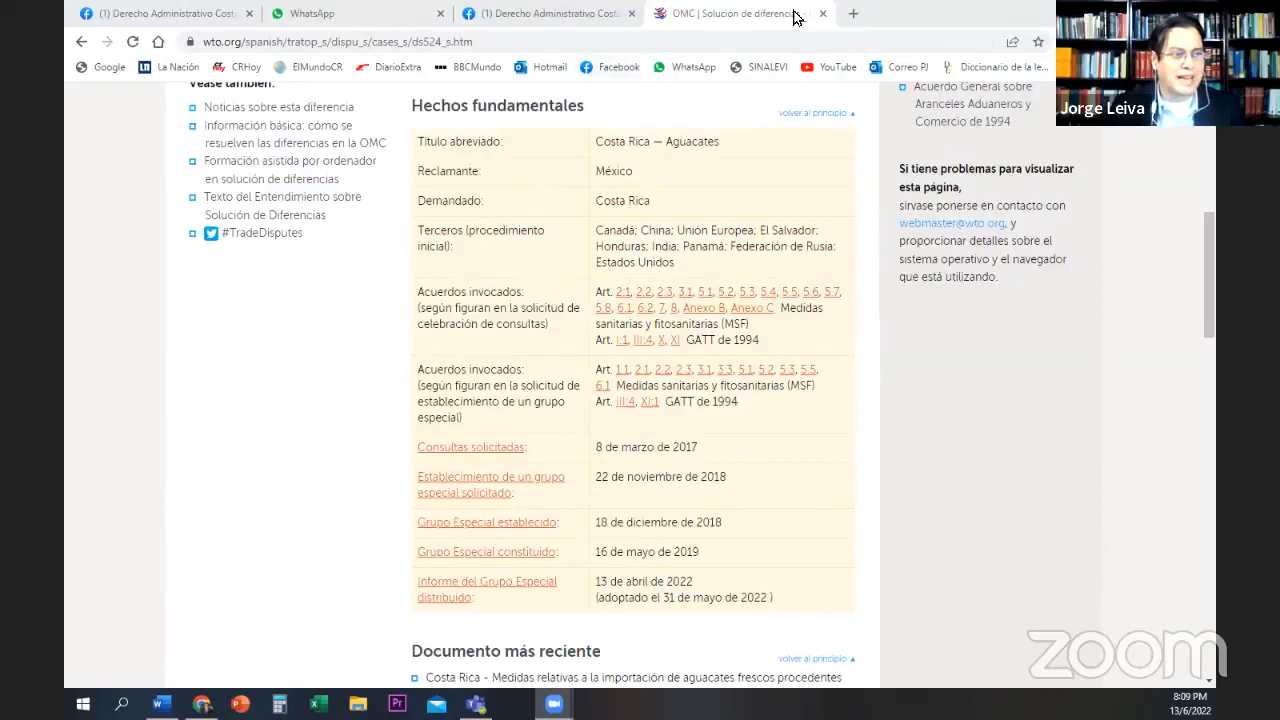 (1) Derecho Administrativo Costa
WhatsApp
(1) Derecho Administrativo Costa
OMC | Solución de diferenci
wto.org/spanish/tratop_s/dispu_s/cases_s/ds524_s.htm
Google
La Nación
CRHoy
ElMundoCR
DiarioExtra
BBCMundo
Hotmail
Facebook
WhatsApp
SINALEVI
YouTube
Correo PJ
Diccionario de la le...
Jorge Leiva
Véase también:
Noticias sobre esta diferencia
Información básica: cómo se
resuelven las diferencias en la OMC
Formación asistida por ordenador
en solución de diferencias
Texto del Entendimiento sobre
Solución de Diferencias
#TradeDisputes
Hechos fundamentales
volver al principio
Título abreviado:
Costa Rica — Aguacates
Reclamante:
México
Demandado:
Costa Rica
Terceros (procedimiento
inicial):
Canadá; China; Unión Europea; El Salvador;
Honduras; India; Panamá; Federación de Rusia;
Estados Unidos
Acuerdos invocados:
(según figuran en la solicitud de
celebración de consultas)
Art. 2.1, 2.2, 2.3, 3.1, 5.1, 5.2, 5.3, 5.4, 5.5, 5.6, 5.7,
5.8, 6.1, 6.2, 7, 8, Anexo B, Anexo C Medidas
sanitarias y fitosanitarias (MSF)
Art. I:1, III:4, X, XI GATT de 1994
Acuerdos invocados:
(según figuran en la solicitud de
establecimiento de un grupo
especial)
Art. 1.1, 2.1, 2.2, 2.3, 3.1, 3.3, 5.1, 5.2, 5.3, 5.5,
6.1 Medidas sanitarias y fitosanitarias (MSF)
Art. III:4, XI:1 GATT de 1994
Consultas solicitadas:
8 de marzo de 2017
Establecimiento de un grupo
especial solicitado:
22 de noviembre de 2018
Grupo Especial establecido:
18 de diciembre de 2018
Grupo Especial constituido:
16 de mayo de 2019
Informe del Grupo Especial
distribuido:
13 de abril de 2022
(adoptado el 31 de mayo de 2022 )
Documento más reciente
volver al principio
Costa Rica - Medidas relativas a la importación de aguacates frescos procedentes
Acuerdo General sobre
Aranceles Aduaneros y
Comercio de 1994
Si tiene problemas para visualizar
esta página,
sírvase ponerse en contacto con
webmaster@wto.org, y
proporcionar detalles sobre el
sistema operativo y el navegador
que está utilizando.
zoom
8:09 PM
13/6/2022